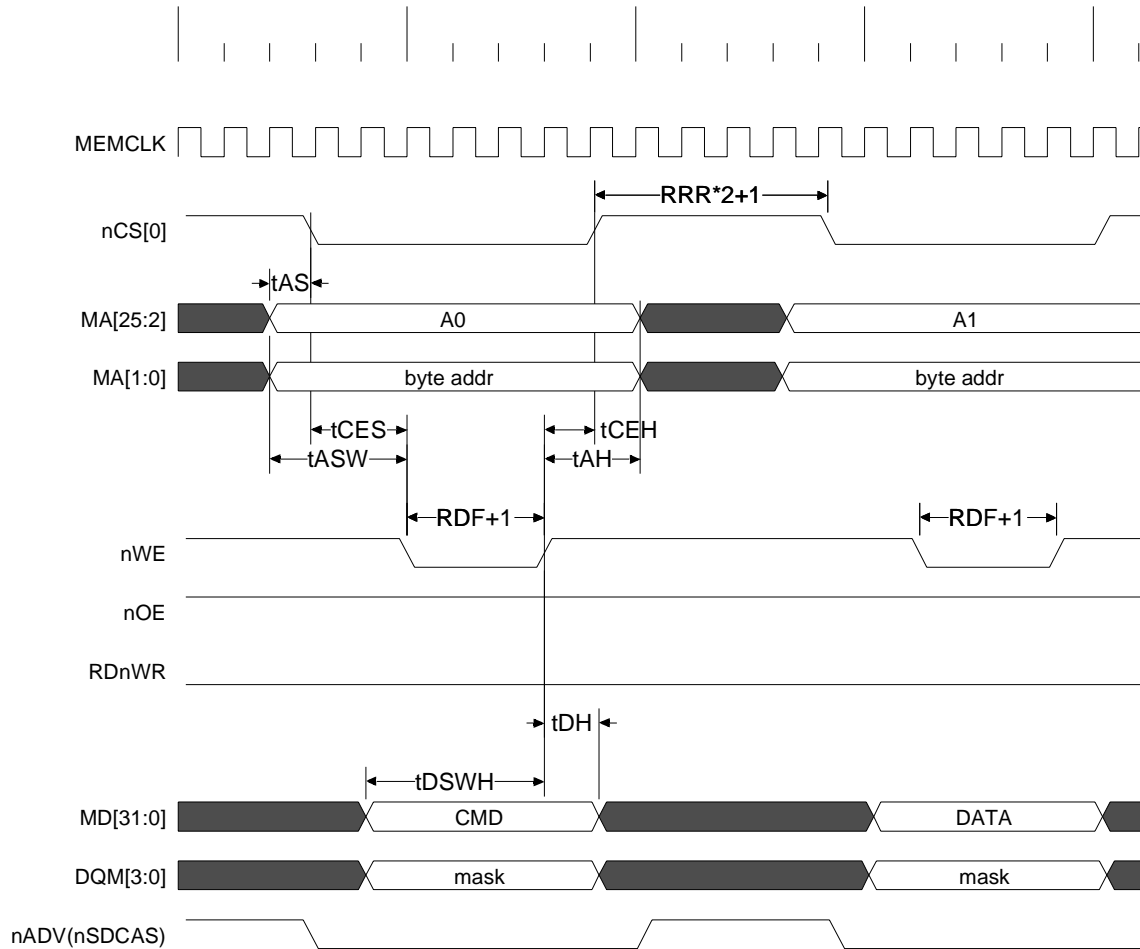 MEMCLK
RRR*2+1
nCS[0]
tAS
MA[25:2] A0 A1
MA[1:0] byte addr byte addr
tCES tCEH
tASW tAH
RDF+1 RDF+1
nWE
nOE
RDnWR
tDH
tDSWH
MD[31:0] CMD DATA
DQM[3:0] mask mask
nADV(nSDCAS)